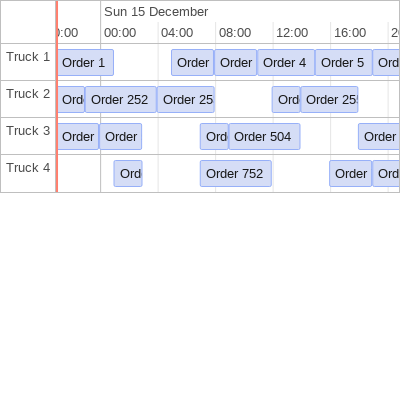 Sun 15 December
:00 00:00 04:00 08:00 12:00 16:00 20
Truck 1 Order 1 Order Order Order 4 Order 5 Ord
Truck 2 Ord Order 252 Order 25 Ord Order 25
Truck 3 Order Order Ord Order 504 Order
Truck 4 Ord Order 752 Order Ord